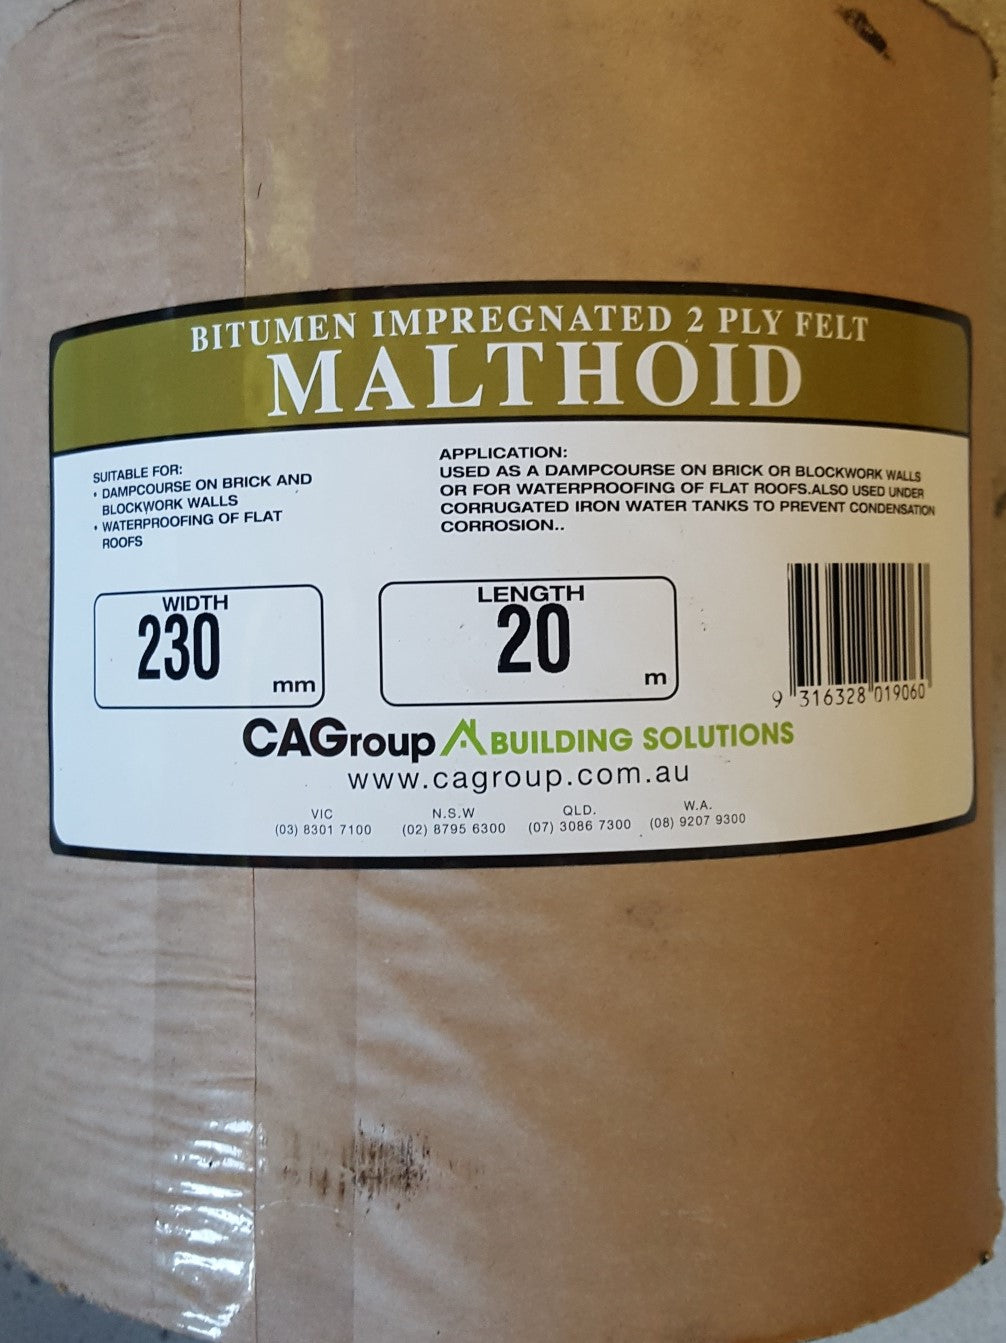 BITUMEN IMPREGNATED 2 PLY FELT
MALTHOID
SUITABLE FOR:
• DAMPCOURSE ON BRICK AND
BLOCKWORK WALLS
• WATERPROOFING OF FLAT
ROOFS
APPLICATION:
USED AS A DAMPCOURSE ON BRICK OR BLOCKWORK WALLS
OR FOR WATERPROOFING OF FLAT ROOFS.ALSO USED UNDER
CORRUGATED IRON WATER TANKS TO PREVENT CONDENSATION
CORROSION..
WIDTH
230
mm
LENGTH
20
m
9 316328 019060
CAGroup BUILDING SOLUTIONS
www.cagroup.com.au
VIC
(03) 8301 7100
N.S.W
(02) 8795 6300
QLD.
(07) 3086 7300
W.A.
(08) 9207 9300